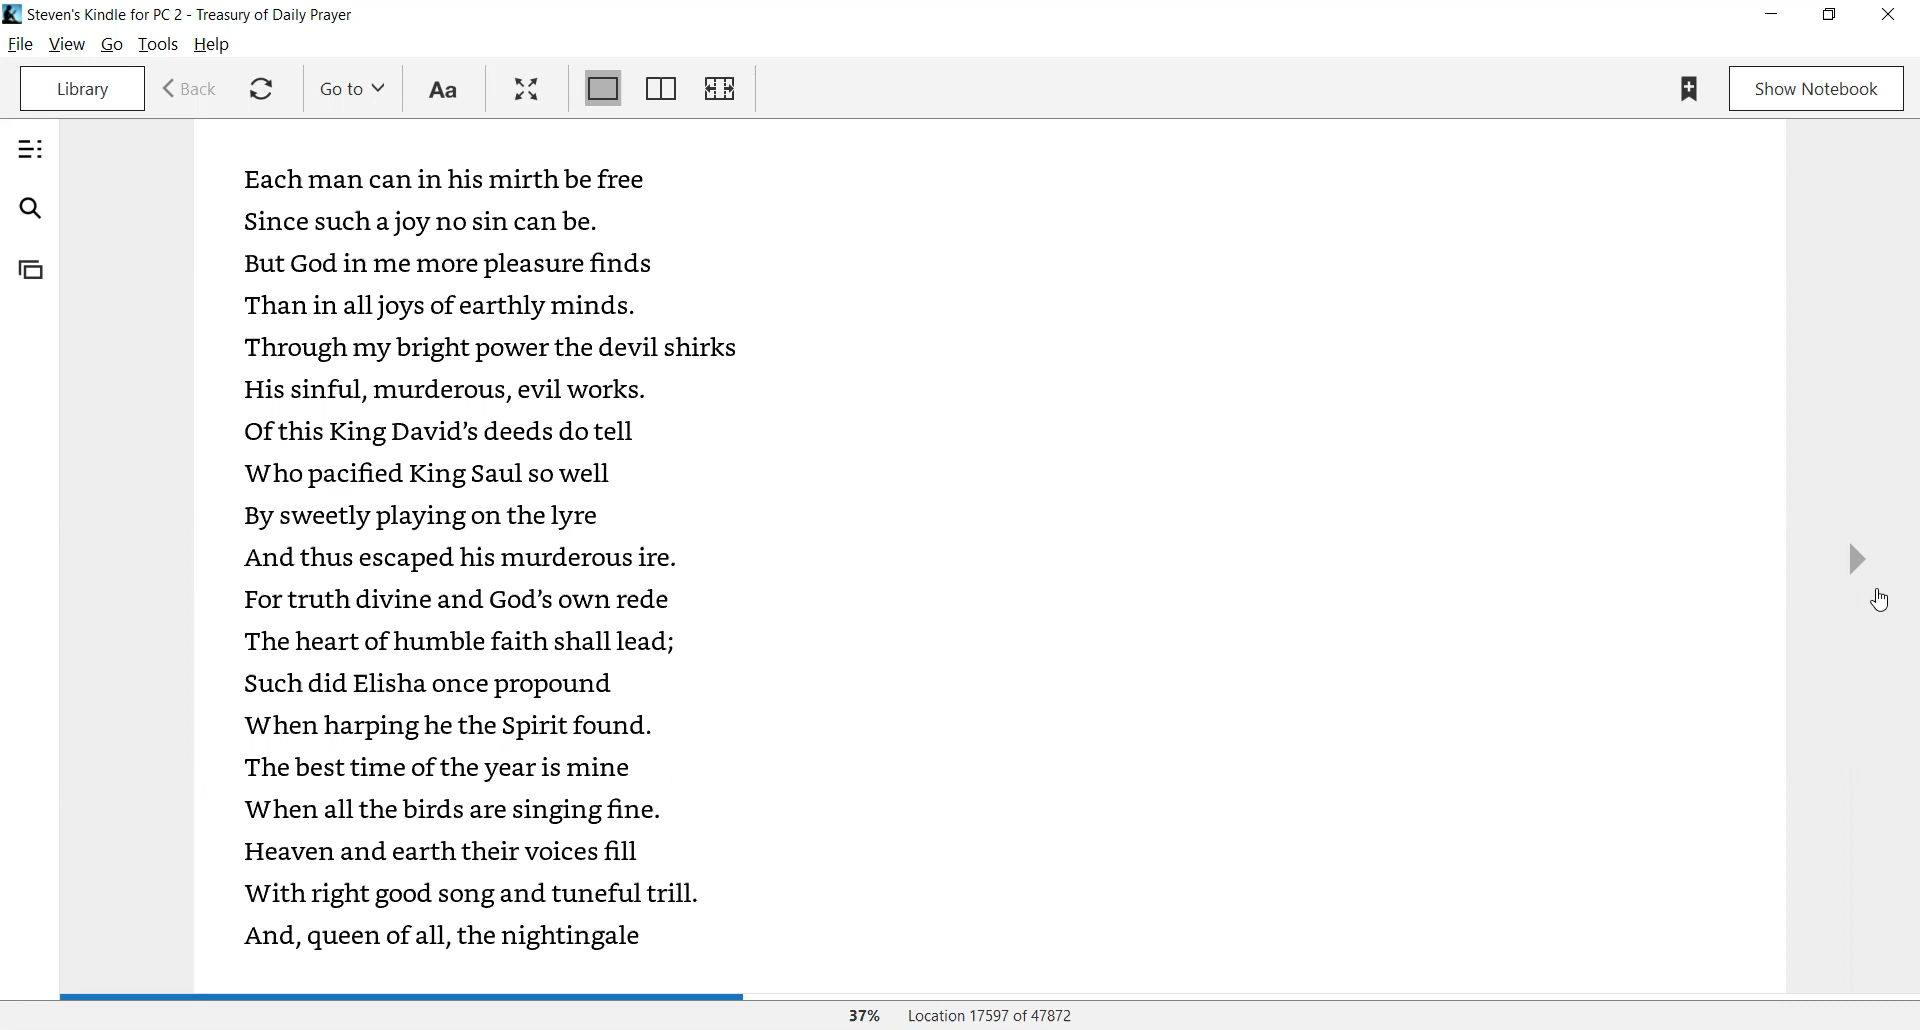 Steven's Kindle for PC 2 - Treasury of Daily Prayer
File View Go Tools Help
Library Back Go to Aa Show Notebook
Each man can in his mirth be free
Since such a joy no sin can be.
But God in me more pleasure finds
Than in all joys of earthly minds.
Through my bright power the devil shirks
His sinful, murderous, evil works.
Of this King David’s deeds do tell
Who pacified King Saul so well
By sweetly playing on the lyre
And thus escaped his murderous ire.
For truth divine and God’s own rede
The heart of humble faith shall lead;
Such did Elisha once propound
When harping he the Spirit found.
The best time of the year is mine
When all the birds are singing fine.
Heaven and earth their voices fill
With right good song and tuneful trill.
And, queen of all, the nightingale
37% Location 17597 of 47872